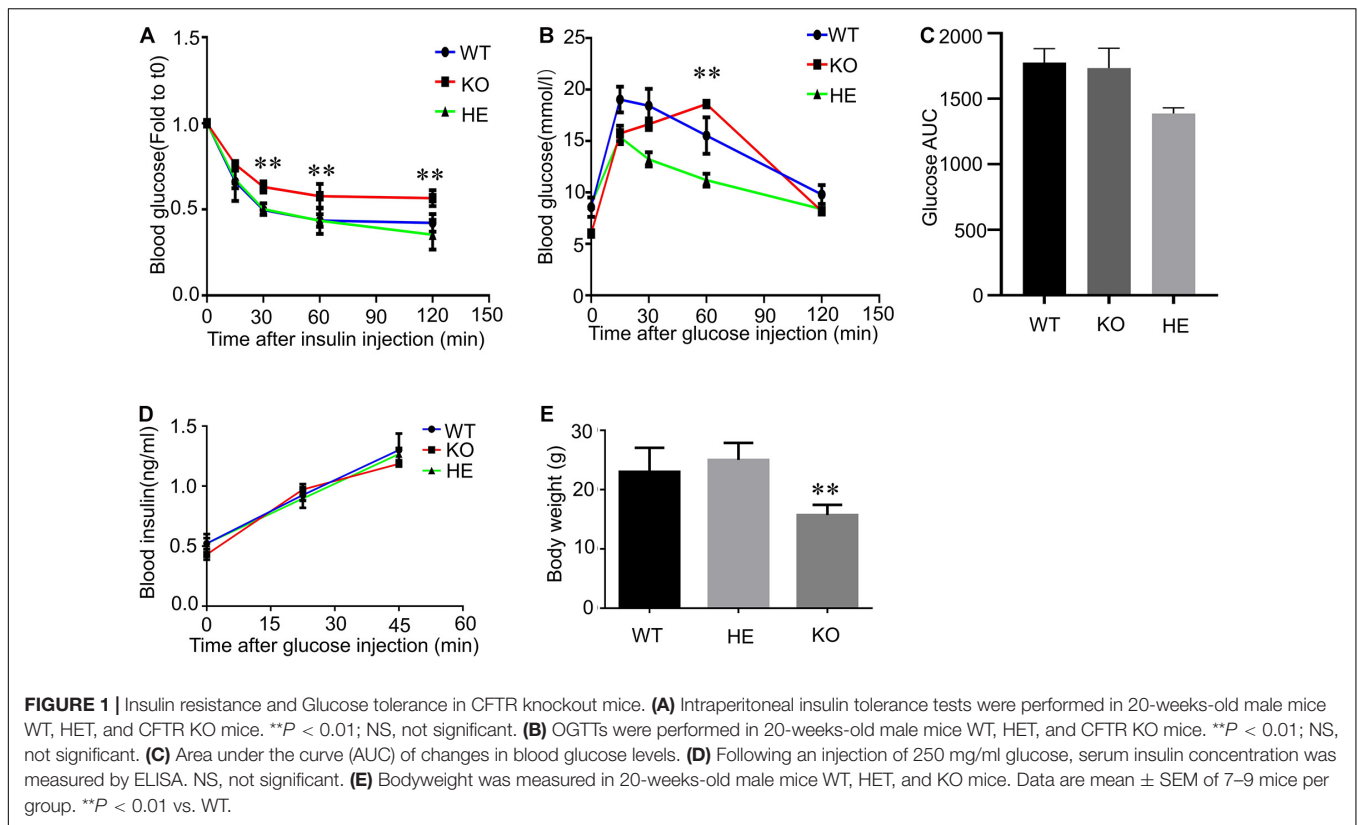 A
1.5
1.0
0.5
0.0
Blood glucose(Fold to t0)
WT
KO
HE
**
**
**
0 30 60 90 120 150
Time after insulin injection (min)
B
25
20
15
10
5
0
Blood glucose(mmol/l)
WT
KO
HE
**
0 30 60 90 120 150
Time after glucose injection (min)
C
2000
1500
1000
500
0
Glucose AUC
WT KO HE
D
1.5
1.0
0.5
0.0
Blood insulin(ng/ml)
WT
KO
HE
0 15 30 45 60
Time after glucose injection (min)
E
30
20
10
0
Body weight (g)
**
WT HE KO
FIGURE 1 | Insulin resistance and Glucose tolerance in CFTR knockout mice. (A) Intraperitoneal insulin tolerance tests were performed in 20-weeks-old male mice
WT, HET, and CFTR KO mice. **P < 0.01; NS, not significant. (B) OGTTs were performed in 20-weeks-old male mice WT, HET, and CFTR KO mice. **P < 0.01; NS,
not significant. (C) Area under the curve (AUC) of changes in blood glucose levels. (D) Following an injection of 250 mg/ml glucose, serum insulin concentration was
measured by ELISA. NS, not significant. (E) Bodyweight was measured in 20-weeks-old male mice WT, HET, and KO mice. Data are mean ± SEM of 7–9 mice per
group. **P < 0.01 vs. WT.